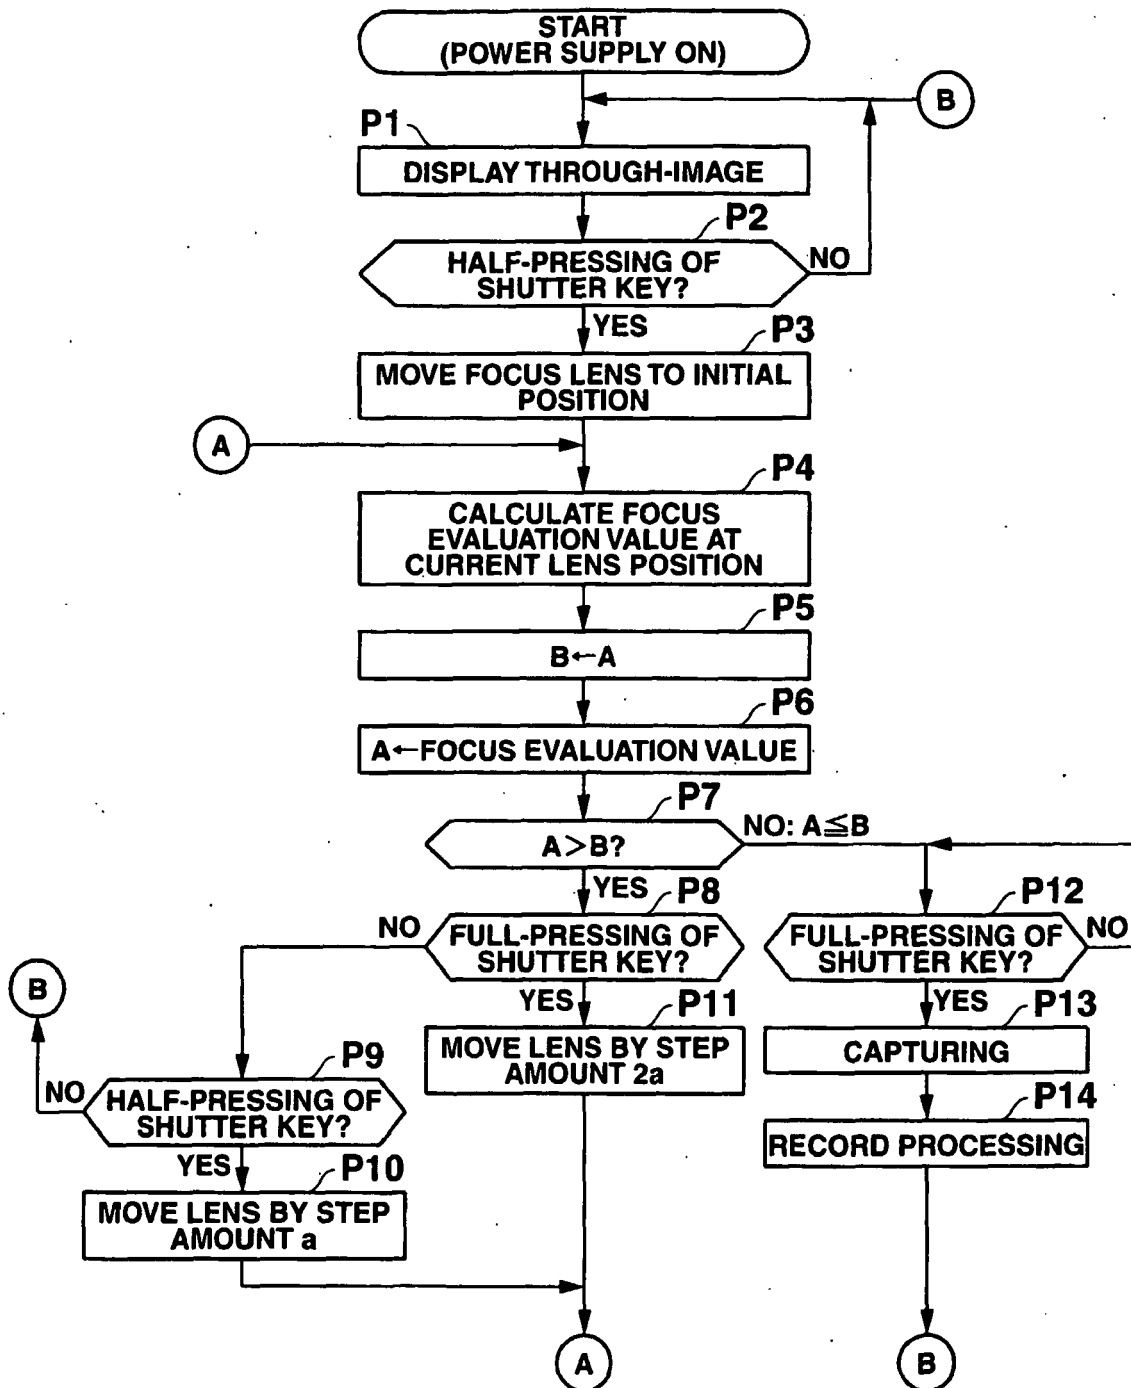 START
(POWER SUPPLY ON)
B
P1
DISPLAY THROUGH-IMAGE
P2
HALF-PRESSING OF
SHUTTER KEY?
NO
YES
P3
MOVE FOCUS LENS TO INITIAL
POSITION
A
P4
CALCULATE FOCUS
EVALUATION VALUE AT
CURRENT LENS POSITION
P5
B←A
P6
A←FOCUS EVALUATION VALUE
P7
A>B?
NO: A≦B
YES
P8
FULL-PRESSING OF
SHUTTER KEY?
NO
YES
P12
FULL-PRESSING OF
SHUTTER KEY?
NO
YES
B
P9
HALF-PRESSING OF
SHUTTER KEY?
NO
YES
P11
MOVE LENS BY STEP
AMOUNT 2a
P13
CAPTURING
P10
MOVE LENS BY STEP
AMOUNT a
P14
RECORD PROCESSING
A
B